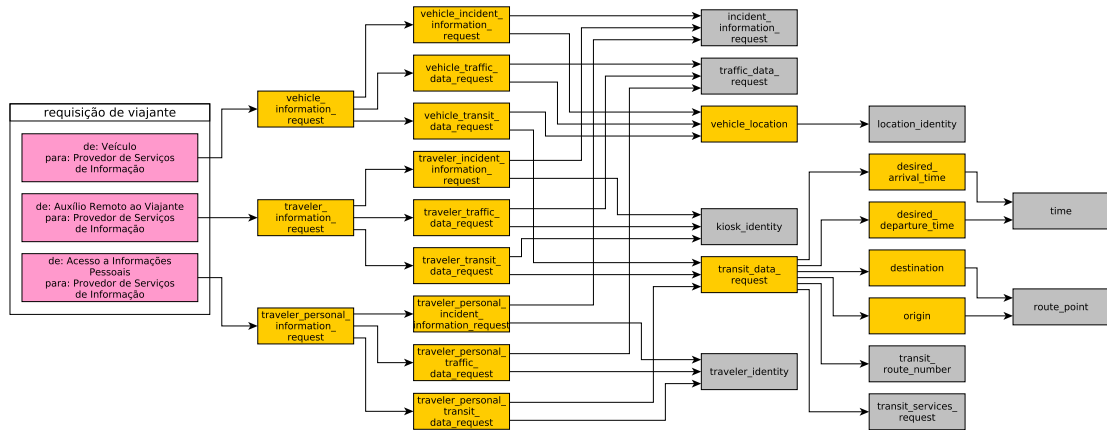 requisição de viajante
de: Veículo
para: Provedor de Serviços
de Informação
de: Auxílio Remoto ao Viajante
para: Provedor de Serviços
de Informação
de: Acesso a Informações
Pessoais
para: Provedor de Serviços
de Informação
vehicle_
information_
request
traveler_
information_
request
traveler_personal_
information_
request
vehicle_incident_
information_
request
vehicle_traffic_
data_request
vehicle_transit_
data_request
traveler_incident_
information_
request
traveler_traffic_
data_request
traveler_transit_
data_request
traveler_personal_
incident_
information_request
traveler_personal_
traffic_
data_request
traveler_personal_
transit_
data_request
incident_
information_
request
traffic_data_
request
vehicle_location
kiosk_identity
transit_data_
request
traveler_identity
location_identity
desired_
arrival_time
desired_
departure_time
destination
origin
transit_
route_number
transit_services_
request
time
route_point